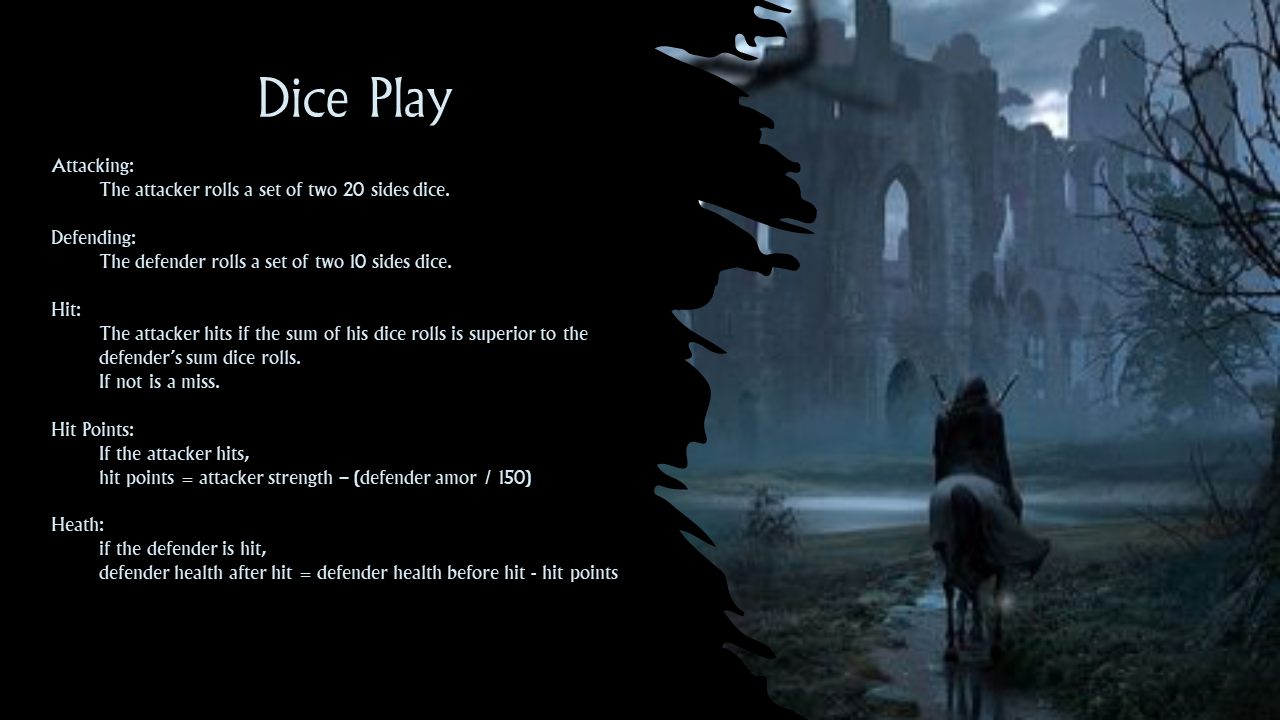 Dice Play
Attacking:
The attacker rolls a set of two 20 sides dice.
Defending:
The defender rolls a set of two 10 sides dice.
Hit:
The attacker hits if the sum of his dice rolls is superior to the
defender’s sum dice rolls.
If not is a miss.
Hit Points:
If the attacker hits,
hit points = attacker strength – (defender amor / 150)
Heath:
if the defender is hit,
defender health after hit = defender health before hit - hit points